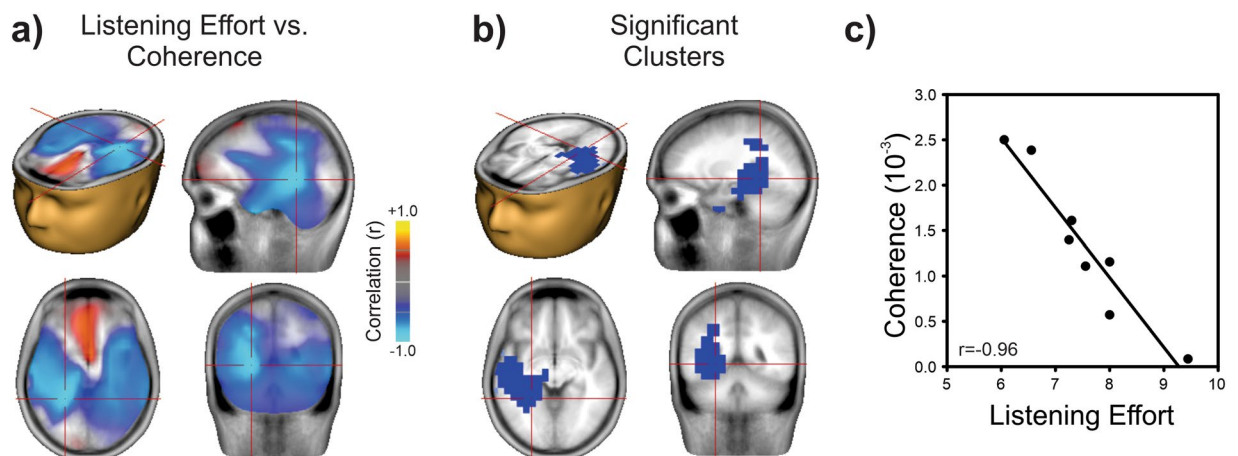 a)
Listening Effort vs.
Coherence
+1.0
Correlation (r)
-1.0
b)
Significant
Clusters
c)
3.0
2.5
2.0
1.5
1.0
0.5
0.0
Coherence (10-3)
r=-0.96
5 6 7 8 9 10
Listening Effort